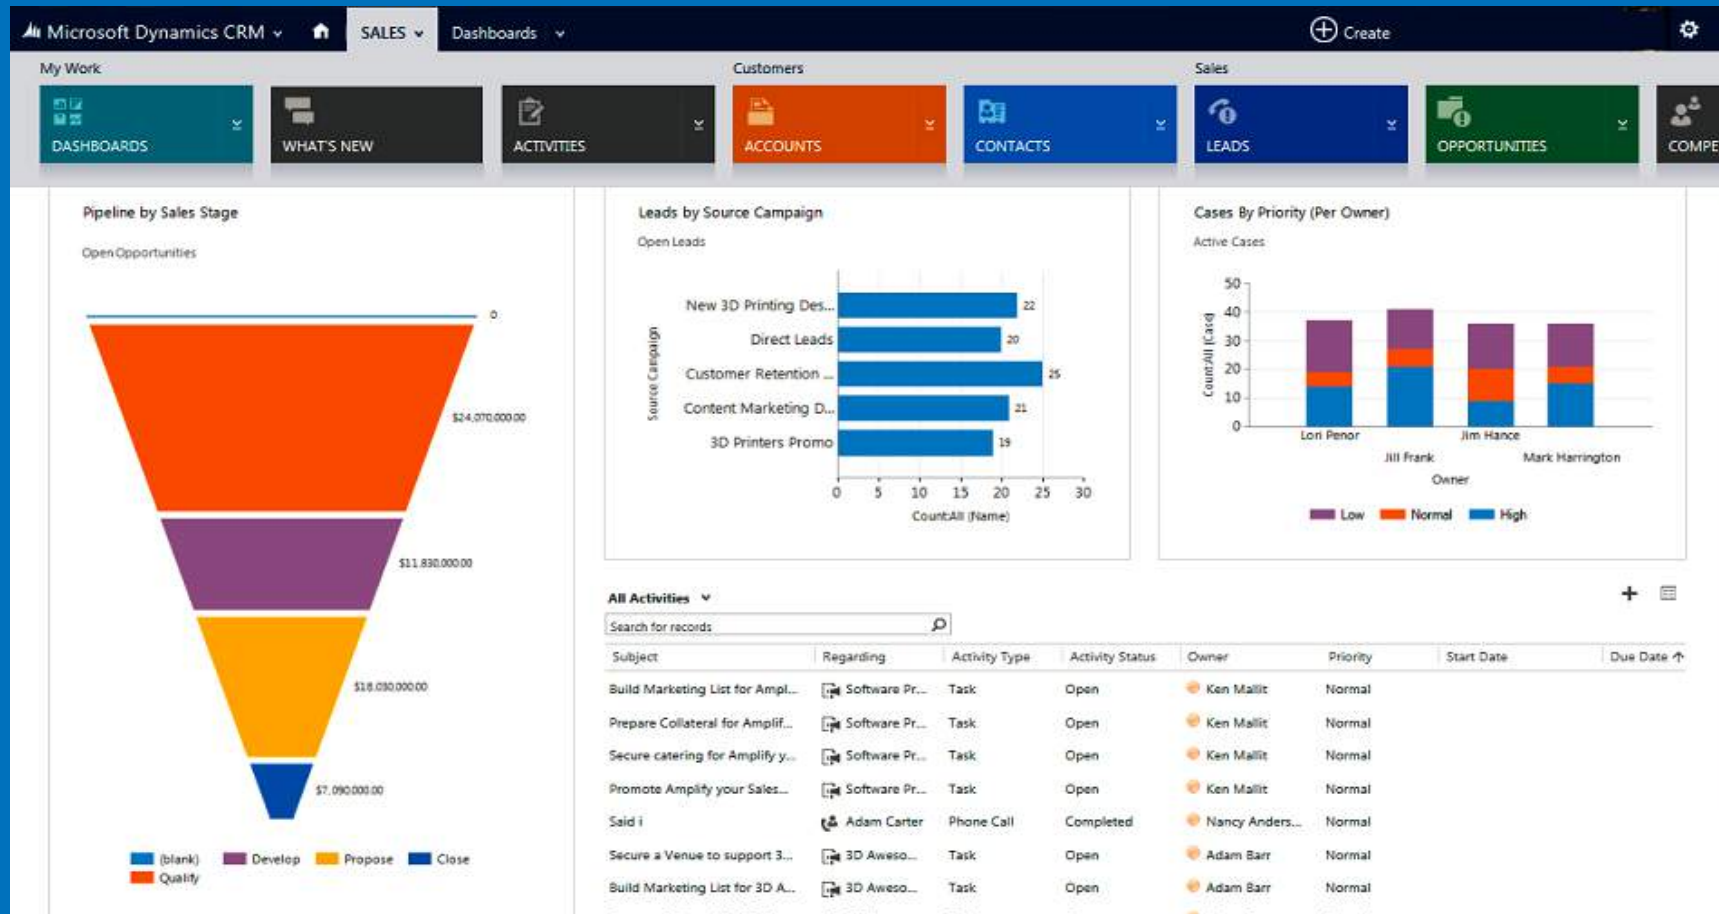 Microsoft Dynamics CRM SALES Dashboards Create
My Work Customers Sales
DASHBOARDS WHAT'S NEW ACTIVITIES ACCOUNTS CONTACTS LEADS OPPORTUNITIES COMPE
Pipeline by Sales Stage
Open Opportunities
0
$24,070,000.00
$11,830,000.00
$18,030,000.00
$7,090,000.00
(blank) Develop Propose Close
Qualify
Leads by Source Campaign
Open Leads
Source Campaign
New 3D Printing Des... 22
Direct Leads 20
Customer Retention ... 25
Content Marketing D... 21
3D Printers Promo 19
0 5 10 15 20 25 30
Count:All (Name)
Cases By Priority (Per Owner)
Active Cases
Count:All (Case)
50
40
30
20
10
0
Lori Penor Jim Hance
Jill Frank Mark Harrington
Owner
Low Normal High
All Activities
Search for records
Subject Regarding Activity Type Activity Status Owner Priority Start Date Due Date
Build Marketing List for Ampl... Software Pr... Task Open Ken Mallit Normal
Prepare Collateral for Amplif... Software Pr... Task Open Ken Mallit Normal
Secure catering for Amplify y... Software Pr... Task Open Ken Mallit Normal
Promote Amplify your Sales... Software Pr... Task Open Ken Mallit Normal
Said i Adam Carter Phone Call Completed Nancy Anders... Normal
Secure a Venue to support 3... 3D Aweso... Task Open Adam Barr Normal
Build Marketing List for 3D A... 3D Aweso... Task Open Adam Barr Normal